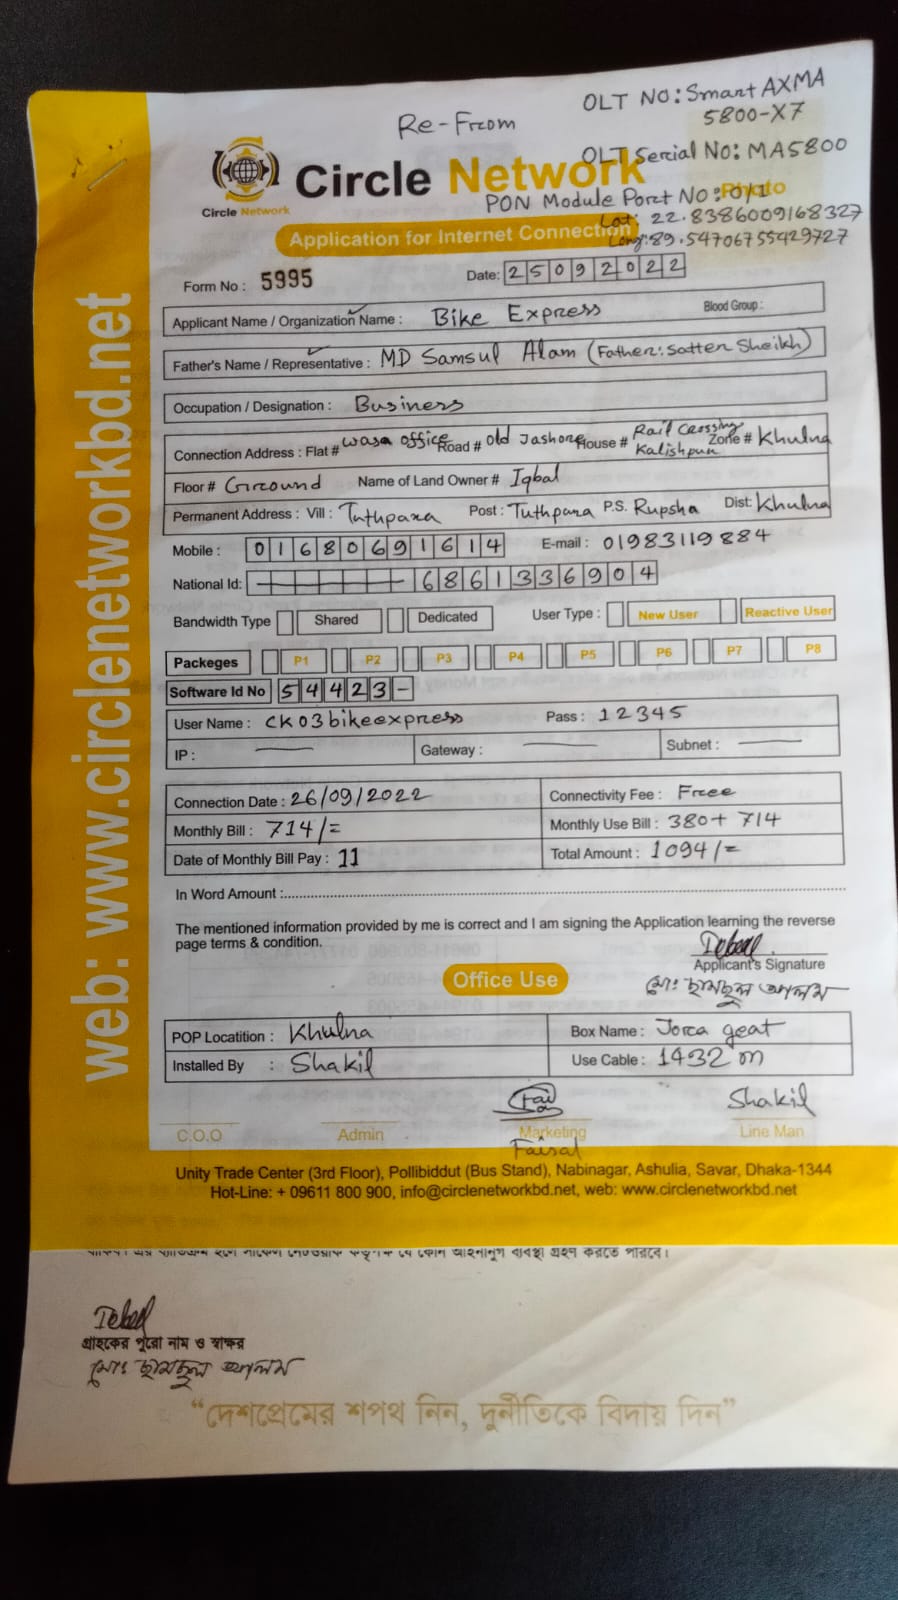 Re-From
OLT NO: Smart AXMA
5800-X7
OLT Serial No: MA5800
PON Module Port No: 0/1
Lat: 22.8386009168327
Long: 89.54706755429727
Circle Network
Circle Network
Photo
Application for Internet Connection
Form No : 5995
Date: 25092022
Applicant Name / Organization Name : Bike Express Blood Group :
Father's Name / Representative : MD Samsul Alam (Father: Satter Sheikh)
Occupation / Designation : Business
Connection Address : Flat # wasa office Road # old Jashore House # Rail Crossing Kalishpur Zone # Khulna
Floor # Ground Name of Land Owner # Iqbal
Permanent Address : Vill : Tuthpara Post : Tuthpara P.S. Rupsha Dist: Khulna
Mobile : 01680691614 E-mail : 01983119884
National Id: 6861336904
Bandwidth Type Shared Dedicated User Type : New User Reactive User
Packeges P1 P2 P3 P4 P5 P6 P7 P8
Software Id No 54423-
User Name : ck03bikeexpress Pass : 12345
IP : Gateway : Subnet :
Connection Date : 26/09/2022 Connectivity Fee : Free
Monthly Bill : 714/= Monthly Use Bill : 380+ 714
Date of Monthly Bill Pay : 11 Total Amount : 1094/=
In Word Amount :
The mentioned information provided by me is correct and I am signing the Application learning the reverse
page terms & condition.
Applicant's Signature
মোঃ ছামছুল আলম
Office Use
POP Locatition : Khulna Box Name : Jora geat
Installed By : Shakil Use Cable : 1432 m
Shakil
C.O.O Admin Marketing Line Man
Faisal
Unity Trade Center (3rd Floor), Pollibiddut (Bus Stand), Nabinagar, Ashulia, Savar, Dhaka-1344
Hot-Line: + 09611 800 900, info@circlenetworkbd.net, web: www.circlenetworkbd.net
web: www.circlenetworkbd.net
গ্রাহকের পুরো নাম ও স্বাক্ষর
মোঃ ছামছুল আলম
“দেশপ্রেমের শপথ নিন, দুর্নীতিকে বিদায় দিন”